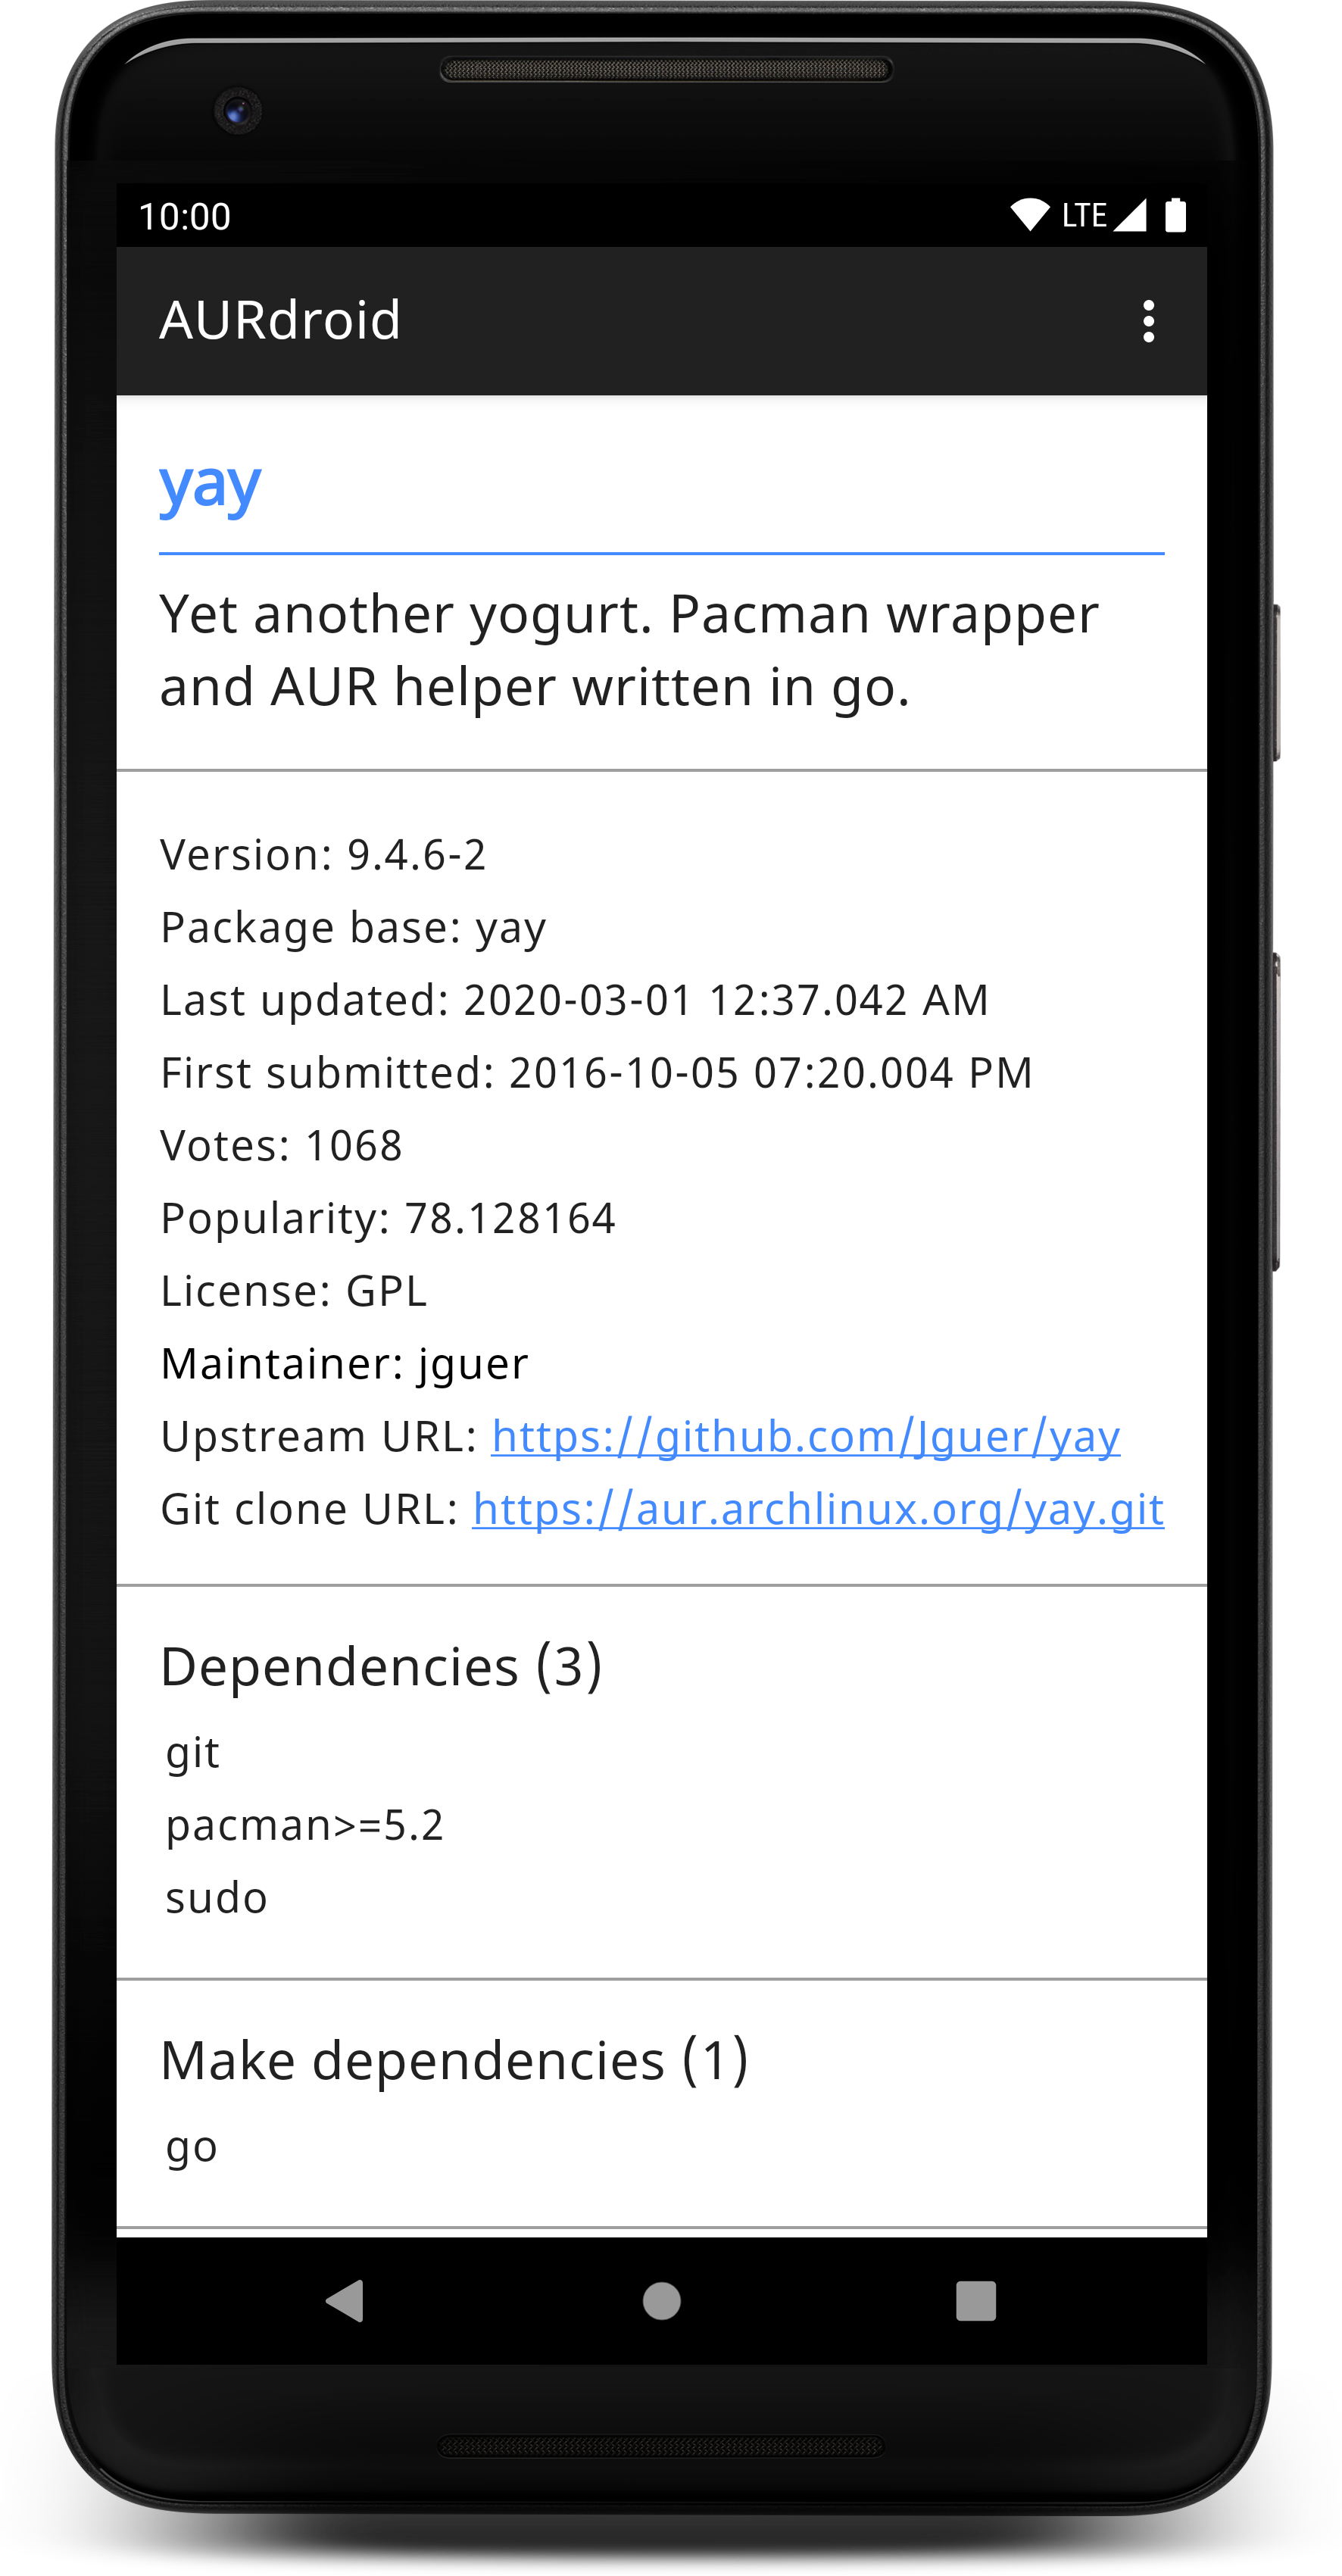 10:00 LTE
AURdroid
yay
Yet another yogurt. Pacman wrapper
and AUR helper written in go.
Version: 9.4.6-2
Package base: yay
Last updated: 2020-03-01 12:37.042 AM
First submitted: 2016-10-05 07:20.004 PM
Votes: 1068
Popularity: 78.128164
License: GPL
Maintainer: jguer
Upstream URL: https://github.com/Jguer/yay
Git clone URL: https://aur.archlinux.org/yay.git
Dependencies (3)
git
pacman>=5.2
sudo
Make dependencies (1)
go